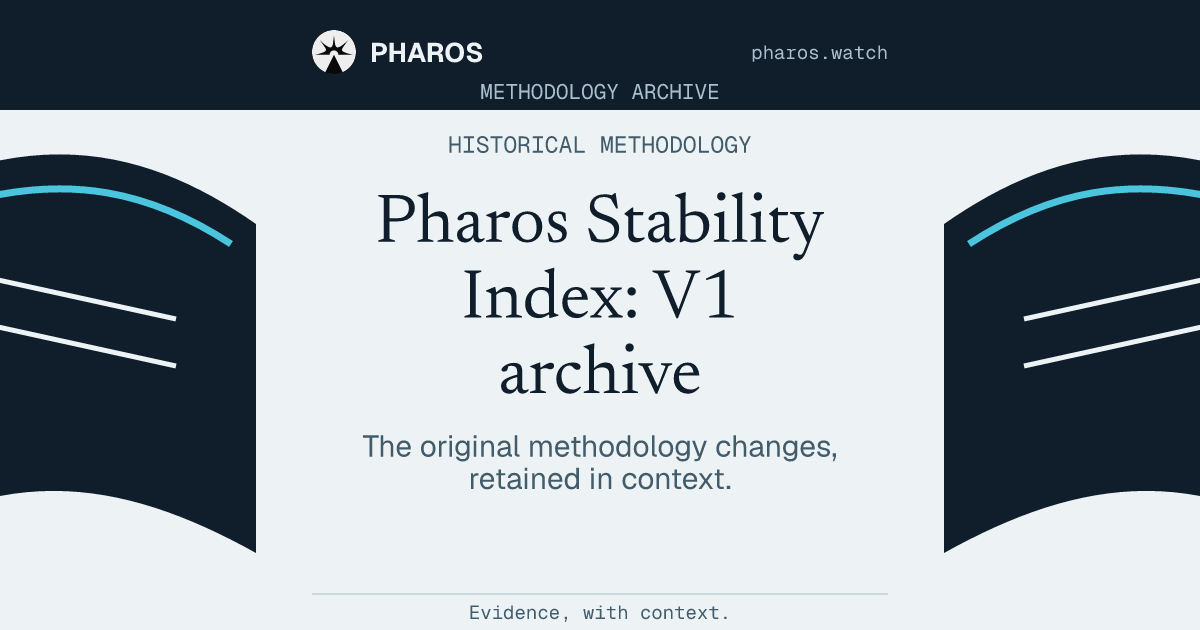 PHAROS
pharos.watch
METHODOLOGY ARCHIVE
HISTORICAL METHODOLOGY
Pharos Stability
Index: V1
archive
The original methodology changes,
retained in context.
Evidence, with context.